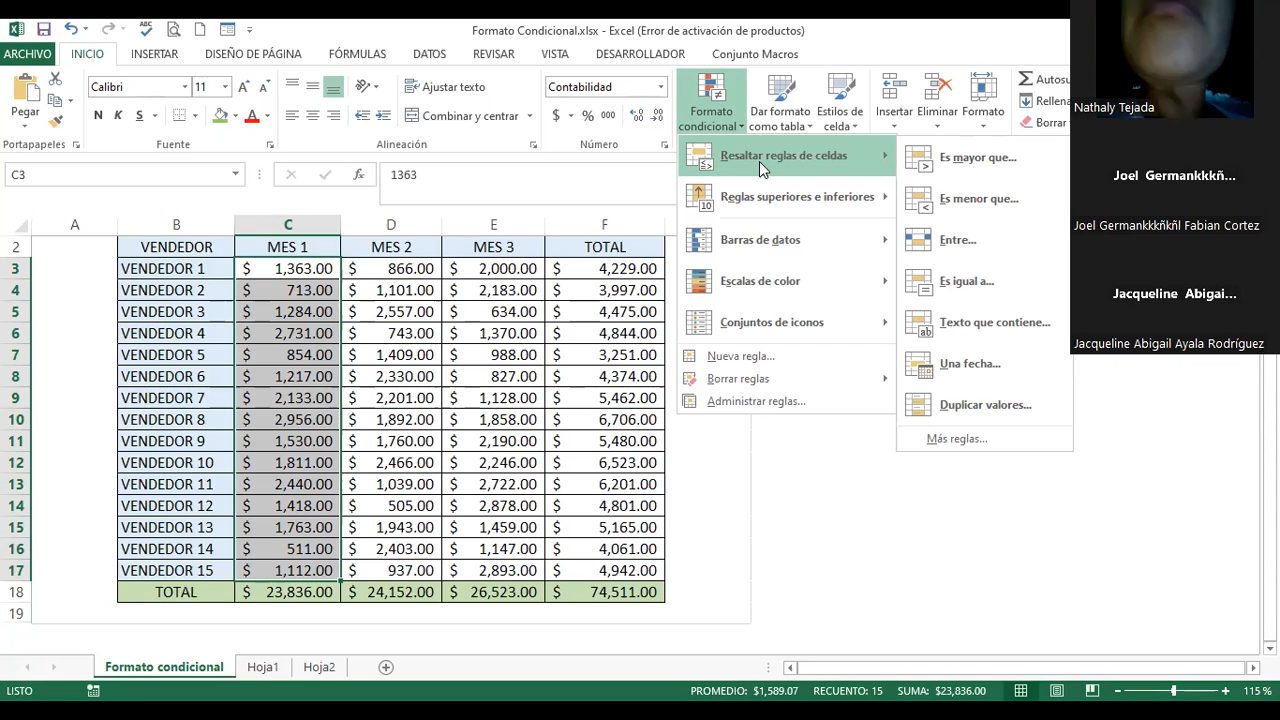 Formato Condicional.xlsx - Excel (Error de activación de productos)
ARCHIVO INICIO INSERTAR DISEÑO DE PÁGINA FÓRMULAS DATOS REVISAR VISTA DESARROLLADOR Conjunto Macros
Pegar
Calibri 11
N K S
Ajustar texto
Combinar y centrar
Contabilidad
$ % 000
Formato condicional
Dar formato como tabla
Estilos de celda
Insertar
Eliminar
Formato
Autosu
Rellena
Borrar
Portapapeles Fuente Alineación Número
C3 fx 1363
A B C D E F
2 VENDEDOR MES 1 MES 2 MES 3 TOTAL
3 VENDEDOR 1 $ 1,363.00 $ 866.00 $ 2,000.00 $ 4,229.00
4 VENDEDOR 2 $ 713.00 $ 1,101.00 $ 2,183.00 $ 3,997.00
5 VENDEDOR 3 $ 1,284.00 $ 2,557.00 $ 634.00 $ 4,475.00
6 VENDEDOR 4 $ 2,731.00 $ 743.00 $ 1,370.00 $ 4,844.00
7 VENDEDOR 5 $ 854.00 $ 1,409.00 $ 988.00 $ 3,251.00
8 VENDEDOR 6 $ 1,217.00 $ 2,330.00 $ 827.00 $ 4,374.00
9 VENDEDOR 7 $ 2,133.00 $ 2,201.00 $ 1,128.00 $ 5,462.00
10 VENDEDOR 8 $ 2,956.00 $ 1,892.00 $ 1,858.00 $ 6,706.00
11 VENDEDOR 9 $ 1,530.00 $ 1,760.00 $ 2,190.00 $ 5,480.00
12 VENDEDOR 10 $ 1,811.00 $ 2,466.00 $ 2,246.00 $ 6,523.00
13 VENDEDOR 11 $ 2,440.00 $ 1,039.00 $ 2,722.00 $ 6,201.00
14 VENDEDOR 12 $ 1,418.00 $ 505.00 $ 2,878.00 $ 4,801.00
15 VENDEDOR 13 $ 1,763.00 $ 1,943.00 $ 1,459.00 $ 5,165.00
16 VENDEDOR 14 $ 511.00 $ 2,403.00 $ 1,147.00 $ 4,061.00
17 VENDEDOR 15 $ 1,112.00 $ 937.00 $ 2,893.00 $ 4,942.00
18 TOTAL $ 23,836.00 $ 24,152.00 $ 26,523.00 $ 74,511.00
19
Resaltar reglas de celdas
Reglas superiores e inferiores
Barras de datos
Escalas de color
Conjuntos de iconos
Nueva regla...
Borrar reglas
Administrar reglas...
Es mayor que...
Es menor que...
Entre...
Es igual a...
Texto que contiene...
Una fecha...
Duplicar valores...
Más reglas...
Nathaly Tejada
Joel Germankkkñ...
Joel Germankkkñkñl Fabian Cortez
Jacqueline Abigai...
Jacqueline Abigail Ayala Rodríguez
Formato condicional Hoja1 Hoja2
LISTO PROMEDIO: $1,589.07 RECUENTO: 15 SUMA: $23,836.00 115 %